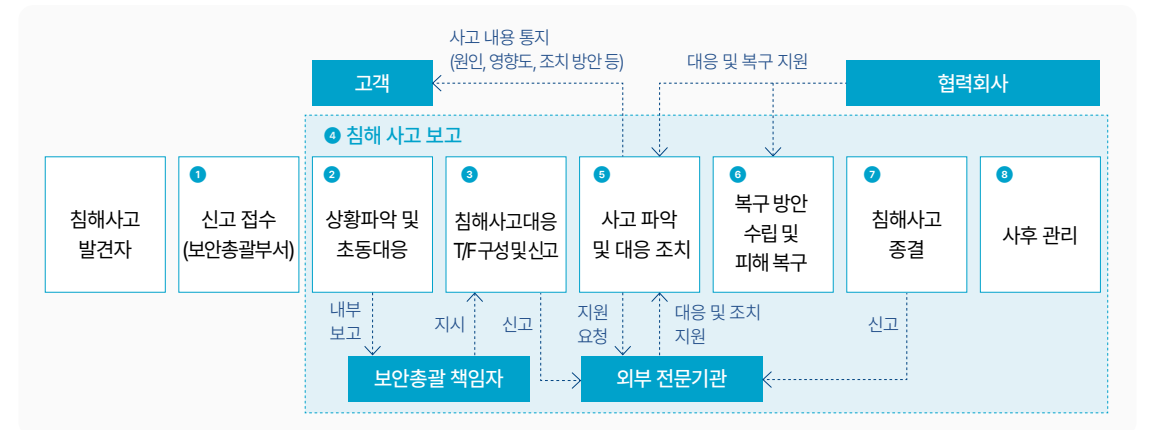 사고 내용 통지
(원인, 영향도, 조치 방안 등)
대응 및 복구 지원
고객
협력회사
4 침해 사고 보고
침해사고
발견자
1
신고 접수
(보안총괄부서)
2
상황파악 및
초동대응
3
침해사고대응
T/F 구성 및 신고
5
사고 파악
및 대응 조치
6
복구 방안
수립 및
피해 복구
7
침해사고
종결
8
사후 관리
내부
보고
지시
신고
지원
요청
대응 및 조치
지원
신고
보안총괄 책임자
외부 전문기관